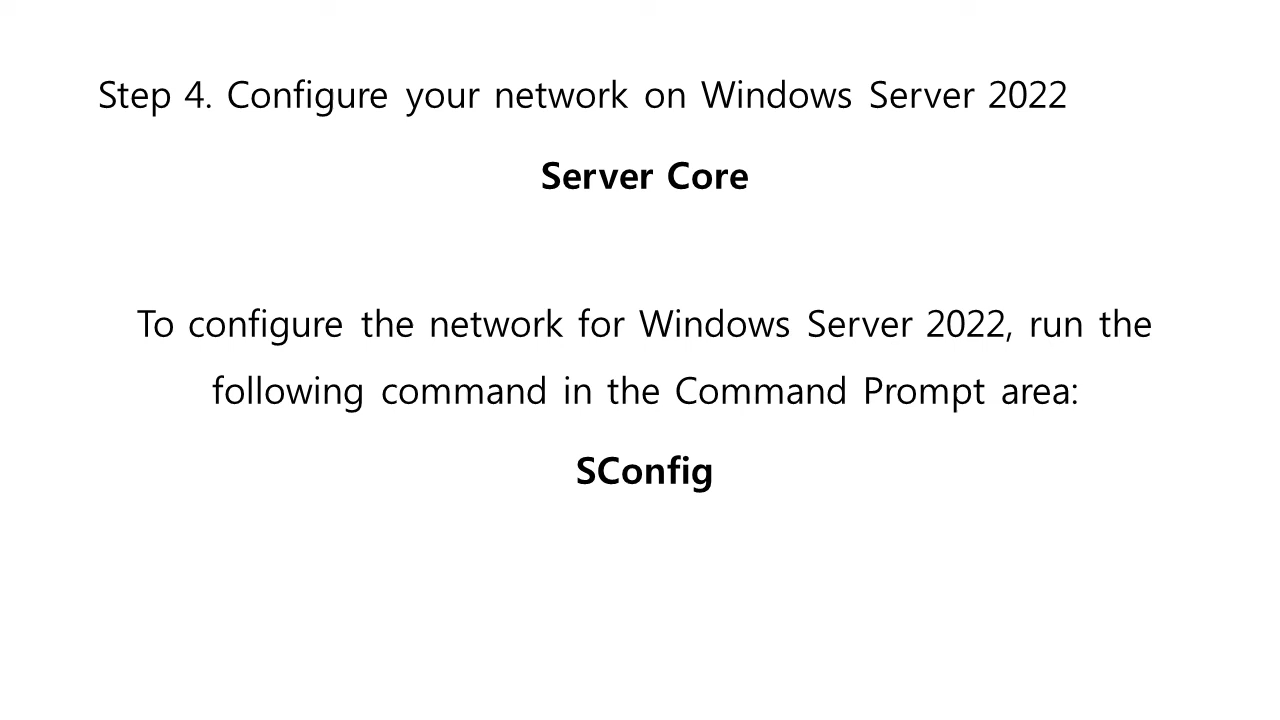 Step 4. Configure your network on Windows Server 2022
Server Core
To configure the network for Windows Server 2022, run the
following command in the Command Prompt area:
SConfig